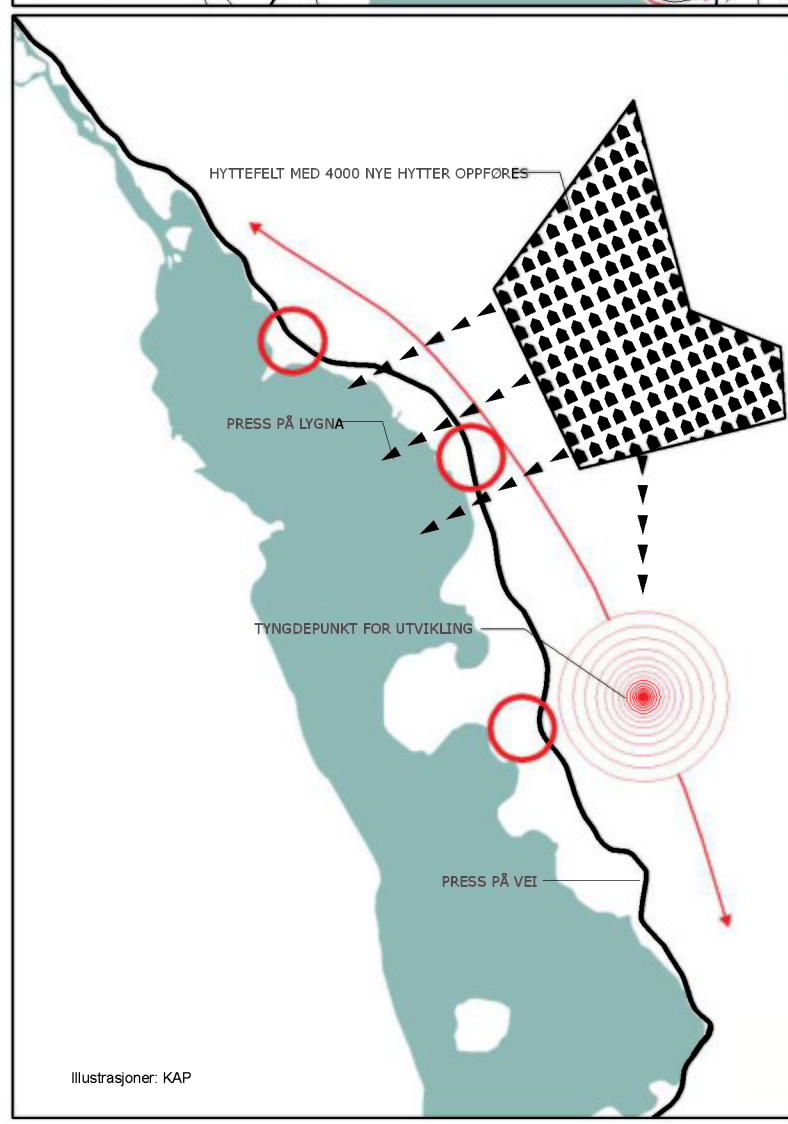 HYTTEFELT MED 4000 NYE HYTTER OPPFØRES
PRESS PÅ LYGNA
TYNGDEPUNKT FOR UTVIKLING
PRESS PÅ VEI
Illustrasjoner: KAP